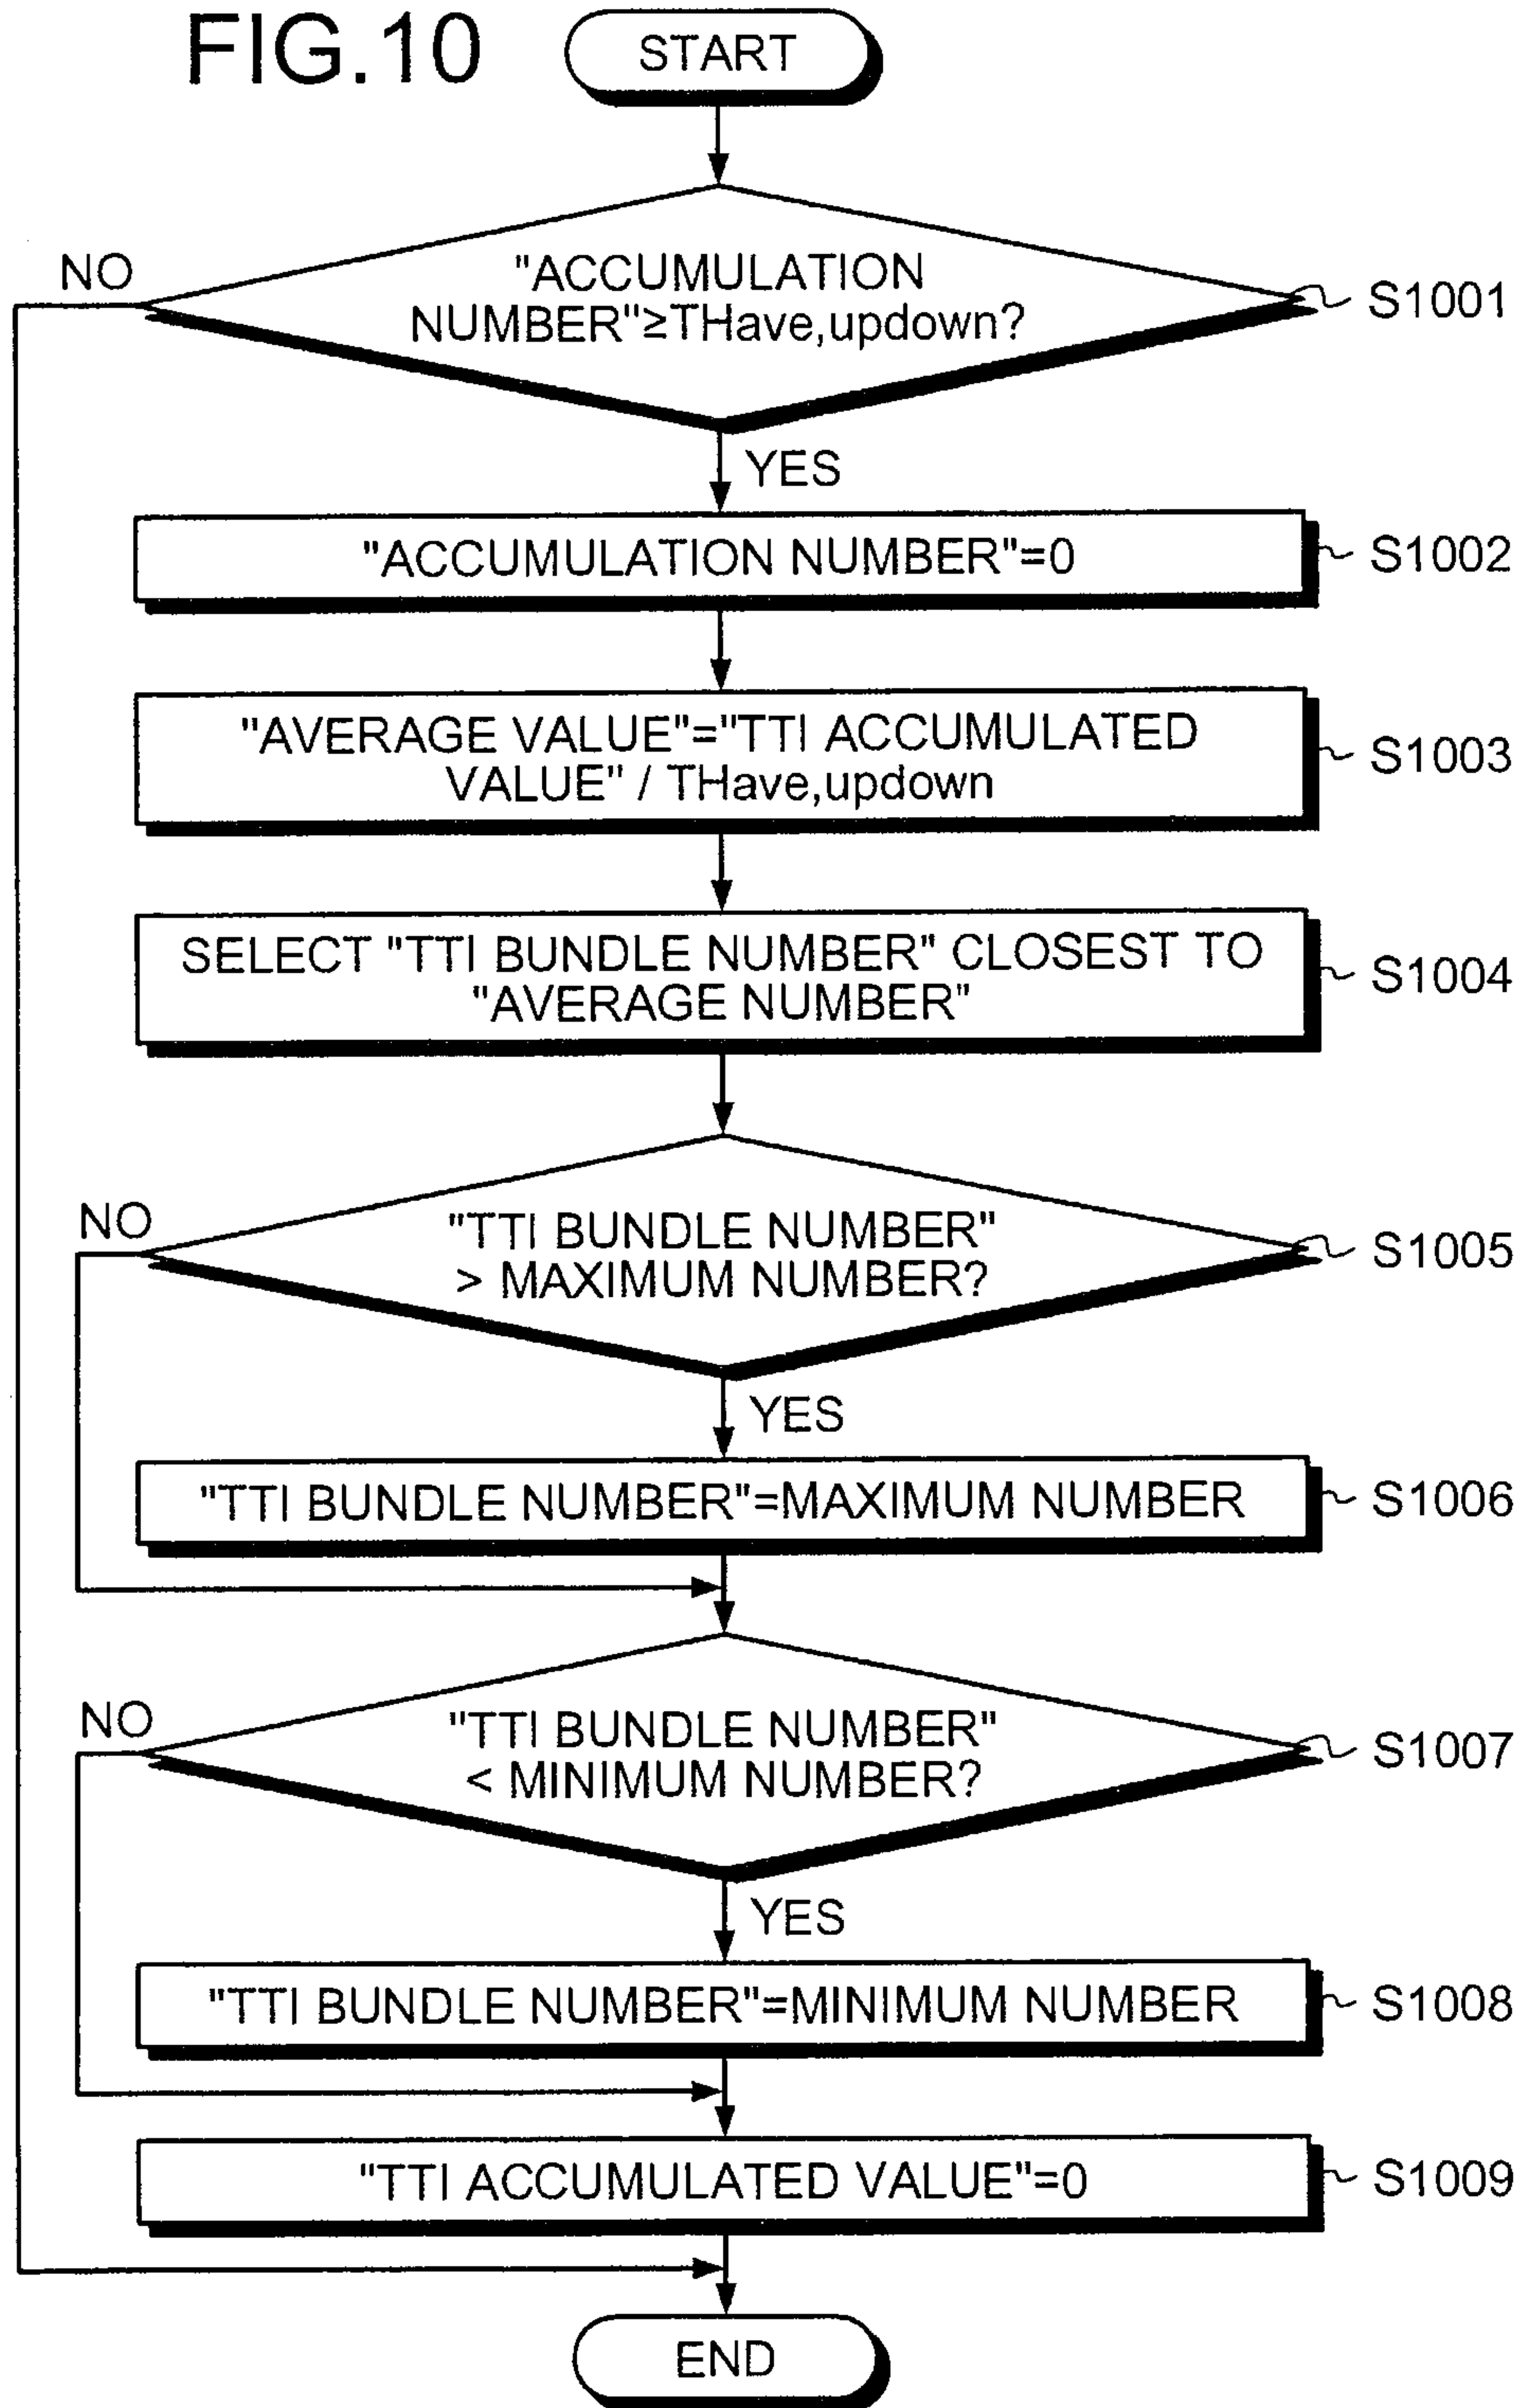 FIG.10
START
"ACCUMULATION
NUMBER"≥THave,updown?
NO
S1001
YES
"ACCUMULATION NUMBER"=0
S1002
"AVERAGE VALUE"="TTI ACCUMULATED
VALUE" / THave,updown
S1003
SELECT "TTI BUNDLE NUMBER" CLOSEST TO
"AVERAGE NUMBER"
S1004
NO
"TTI BUNDLE NUMBER"
> MAXIMUM NUMBER?
S1005
YES
"TTI BUNDLE NUMBER"=MAXIMUM NUMBER
S1006
NO
"TTI BUNDLE NUMBER"
< MINIMUM NUMBER?
S1007
YES
"TTI BUNDLE NUMBER"=MINIMUM NUMBER
S1008
"TTI ACCUMULATED VALUE"=0
S1009
END